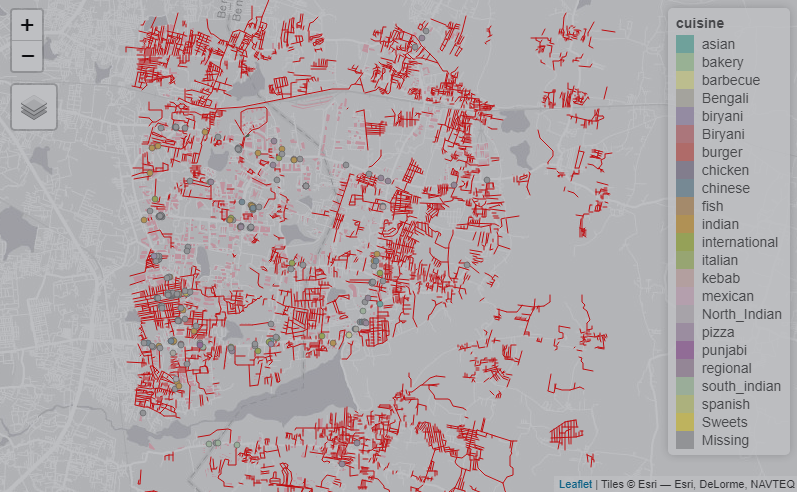 +
−
cuisine
asian
bakery
barbecue
Bengali
biryani
Biryani
burger
chicken
chinese
fish
indian
international
italian
kebab
mexican
North_Indian
pizza
punjabi
regional
south_indian
spanish
Sweets
Missing
Leaflet | Tiles © Esri — Esri, DeLorme, NAVTEQ